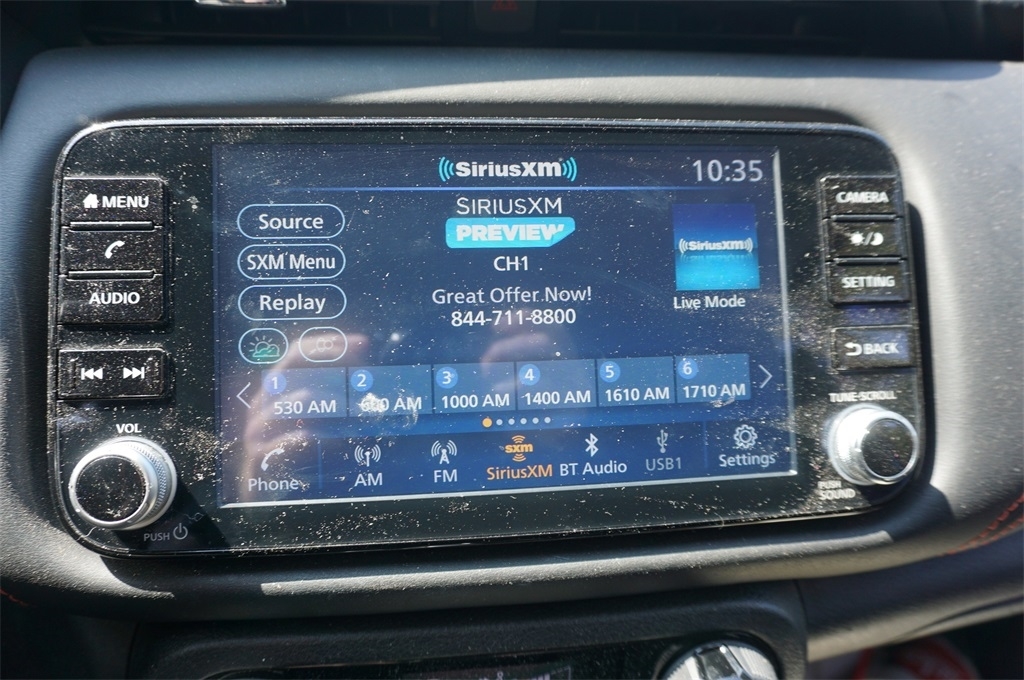 SiriusXM
10:35
MENU
AUDIO
VOL
PUSH
Source
SXM Menu
Replay
SIRIUSXM
PREVIEW
CH1
Great Offer Now!
844-711-8800
SiriusXM
Live Mode
1 530 AM
2 600 AM
3 1000 AM
4 1400 AM
5 1610 AM
6 1710 AM
Phone
AM
FM
sxm
SiriusXM
BT Audio
USB1
Settings
CAMERA
SETTING
BACK
TUNE-SCROLL
PUSH
SOUND